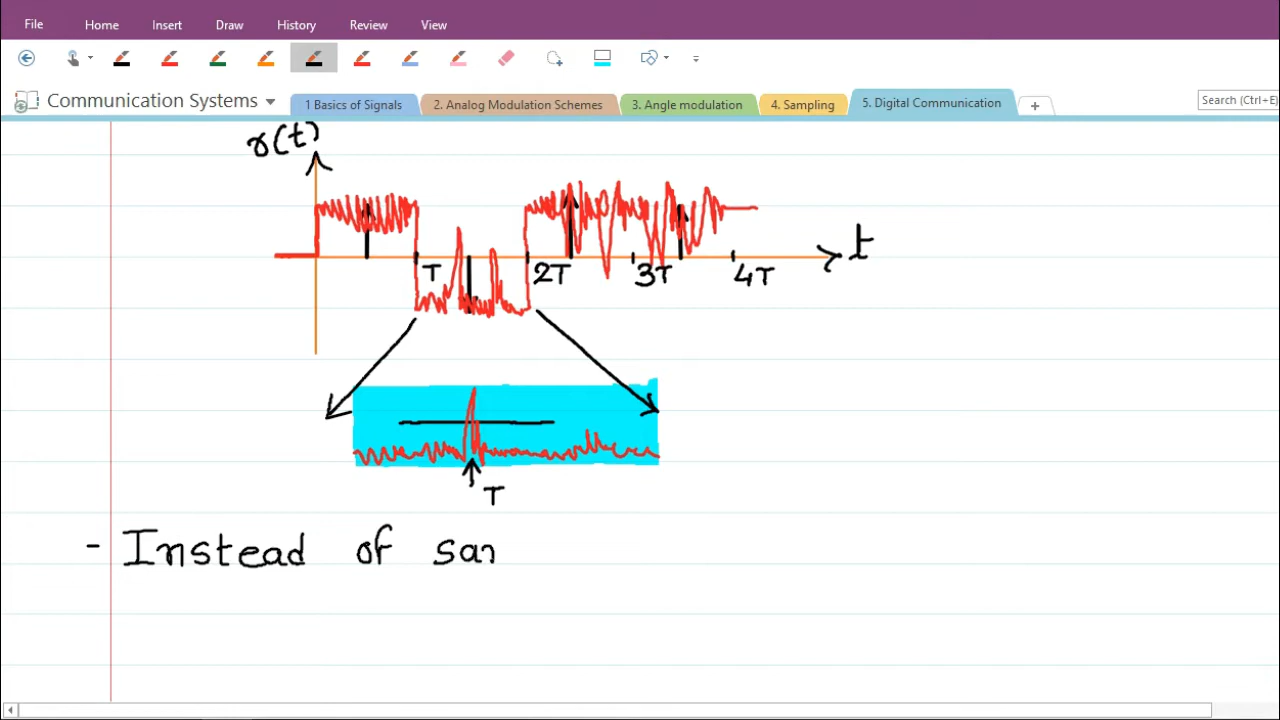 File Home Insert Draw History Review View
Communication Systems 1 Basics of Signals 2. Analog Modulation Schemes 3. Angle modulation 4. Sampling 5. Digital Communication + Search (Ctrl+E)
r(t)
T 2T 3T 4T t
T
- Instead of sam